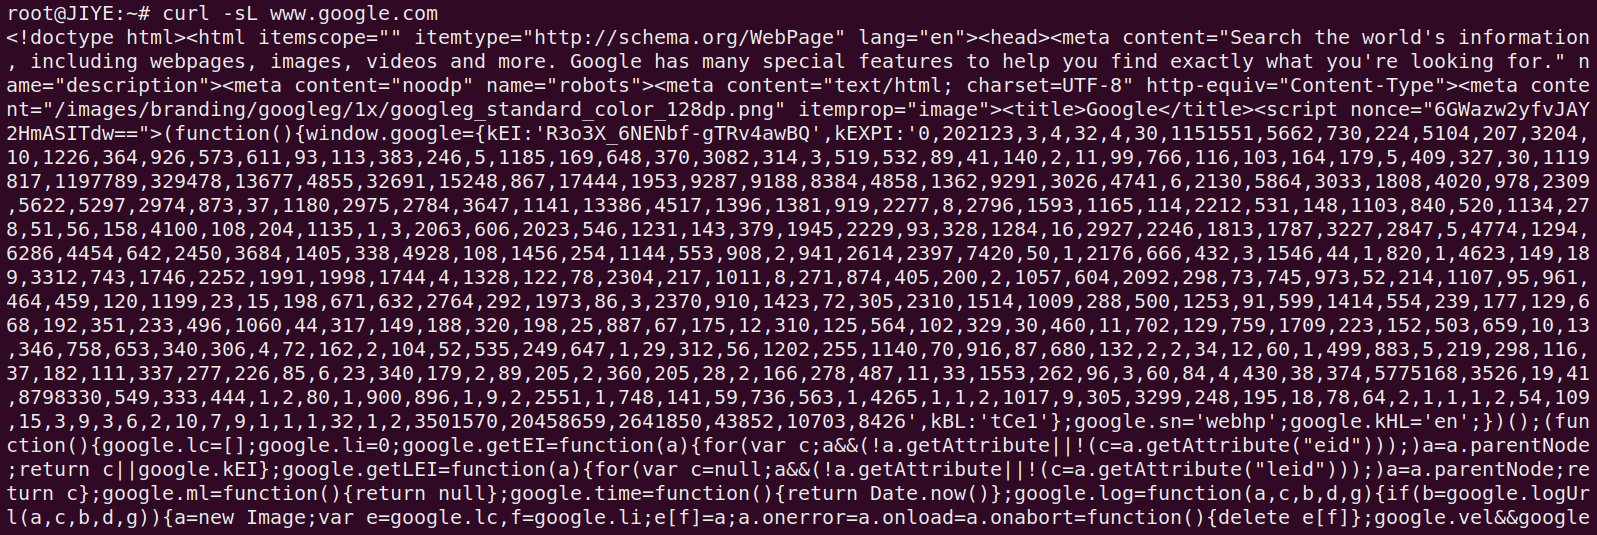 root@JIYE:~# curl -sL www.google.com
<!doctype html><html itemscope="" itemtype="http://schema.org/WebPage" lang="en"><head><meta content="Search the world's information
, including webpages, images, videos and more. Google has many special features to help you find exactly what you're looking for." n
ame="description"><meta content="noodp" name="robots"><meta content="text/html; charset=UTF-8" http-equiv="Content-Type"><meta conte
nt="/images/branding/googleg/1x/googleg_standard_color_128dp.png" itemprop="image"><title>Google</title><script nonce="6GWazw2yfvJAY
2HmASITdw==">(function(){window.google={kEI:'R3o3X_6NENbf-gTRv4awBQ',kEXPI:'0,202123,3,4,32,4,30,1151551,5662,730,224,5104,207,3204,
10,1226,364,926,573,611,93,113,383,246,5,1185,169,648,370,3082,314,3,519,532,89,41,140,2,11,99,766,116,103,164,179,5,409,327,30,1119
817,1197789,329478,13677,4855,32691,15248,867,17444,1953,9287,9188,8384,4858,1362,9291,3026,4741,6,2130,5864,3033,1808,4020,978,2309
,5622,5297,2974,873,37,1180,2975,2784,3647,1141,13386,4517,1396,1381,919,2277,8,2796,1593,1165,114,2212,531,148,1103,840,520,1134,27
8,51,56,158,4100,108,204,1135,1,3,2063,606,2023,546,1231,143,379,1945,2229,93,328,1284,16,2927,2246,1813,1787,3227,2847,5,4774,1294,
6286,4454,642,2450,3684,1405,338,4928,108,1456,254,1144,553,908,2,941,2614,2397,7420,50,1,2176,666,432,3,1546,44,1,820,1,4623,149,18
9,3312,743,1746,2252,1991,1998,1744,4,1328,122,78,2304,217,1011,8,271,874,405,200,2,1057,604,2092,298,73,745,973,52,214,1107,95,961,
464,459,120,1199,23,15,198,671,632,2764,292,1973,86,3,2370,910,1423,72,305,2310,1514,1009,288,500,1253,91,599,1414,554,239,177,129,6
68,192,351,233,496,1060,44,317,149,188,320,198,25,887,67,175,12,310,125,564,102,329,30,460,11,702,129,759,1709,223,152,503,659,10,13
,346,758,653,340,306,4,72,162,2,104,52,535,249,647,1,29,312,56,1202,255,1140,70,916,87,680,132,2,2,34,12,60,1,499,883,5,219,298,116,
37,182,111,337,277,226,85,6,23,340,179,2,89,205,2,360,205,28,2,166,278,487,11,33,1553,262,96,3,60,84,4,430,38,374,5775168,3526,19,41
,8798330,549,333,444,1,2,80,1,900,896,1,9,2,2551,1,748,141,59,736,563,1,4265,1,1,2,1017,9,305,3299,248,195,18,78,64,2,1,1,1,2,54,109
,15,3,9,3,6,2,10,7,9,1,1,1,32,1,2,3501570,20458659,2641850,43852,10703,8426',kBL:'tCe1'};google.sn='webhp';google.kHL='en';})();(fun
ction(){google.lc=[];google.li=0;google.getEI=function(a){for(var c;a&&(!a.getAttribute||!(c=a.getAttribute("eid")));)a=a.parentNode
;return c||google.kEI};google.getLEI=function(a){for(var c=null;a&&(!a.getAttribute||!(c=a.getAttribute("leid")));)a=a.parentNode;re
turn c};google.ml=function(){return null};google.time=function(){return Date.now()};google.log=function(a,c,b,d,g){if(b=google.logUr
l(a,c,b,d,g)){a=new Image;var e=google.lc,f=google.li;e[f]=a;a.onerror=a.onload=a.onabort=function(){delete e[f]};google.vel&&google